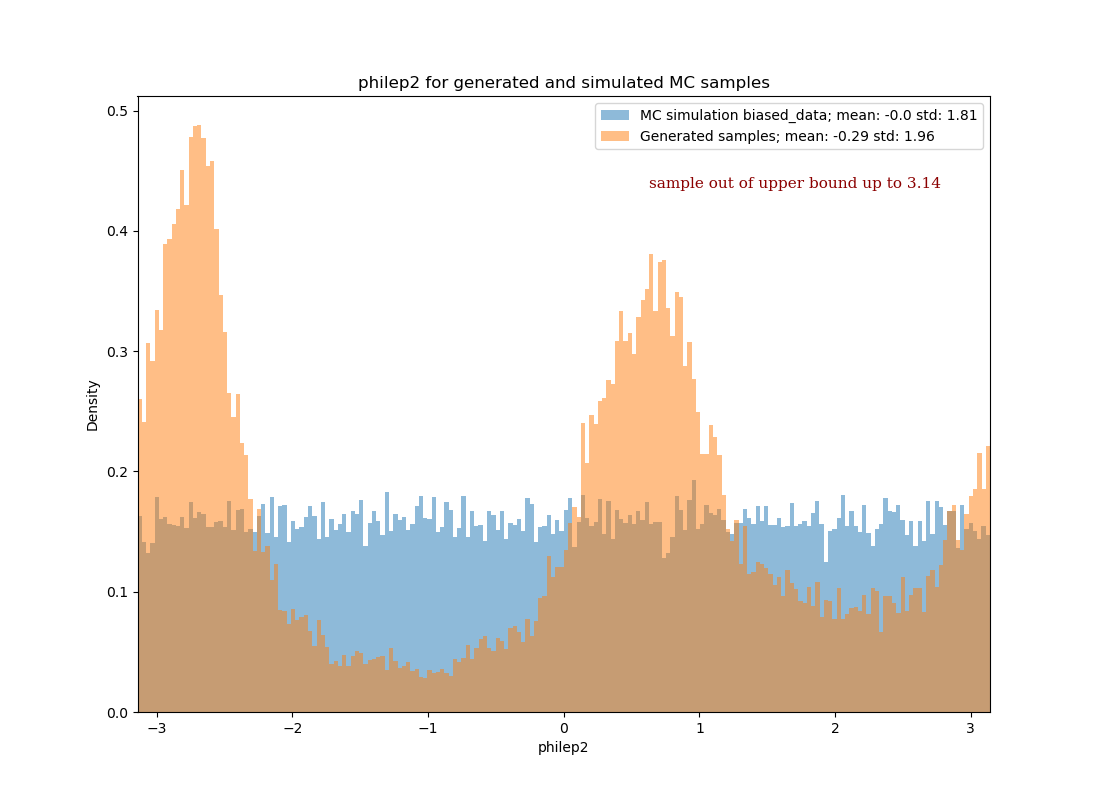 philep2 for generated and simulated MC samples
MC simulation biased_data; mean: -0.0 std: 1.81
Generated samples; mean: -0.29 std: 1.96
sample out of upper bound up to 3.14
Density
0.5
0.4
0.3
0.2
0.1
0.0
−3
−2
−1
0
1
2
3
philep2